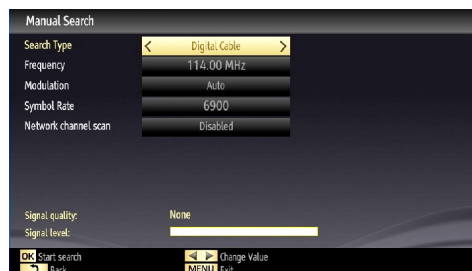 Manual Search
Search Type < Digital Cable >
Frequency 114.00 MHz
Modulation Auto
Symbol Rate 6900
Network channel scan Disabled
Signal quality: None
Signal level:
OK Start search ◀ ▶ Change Value
Back MENU Exit